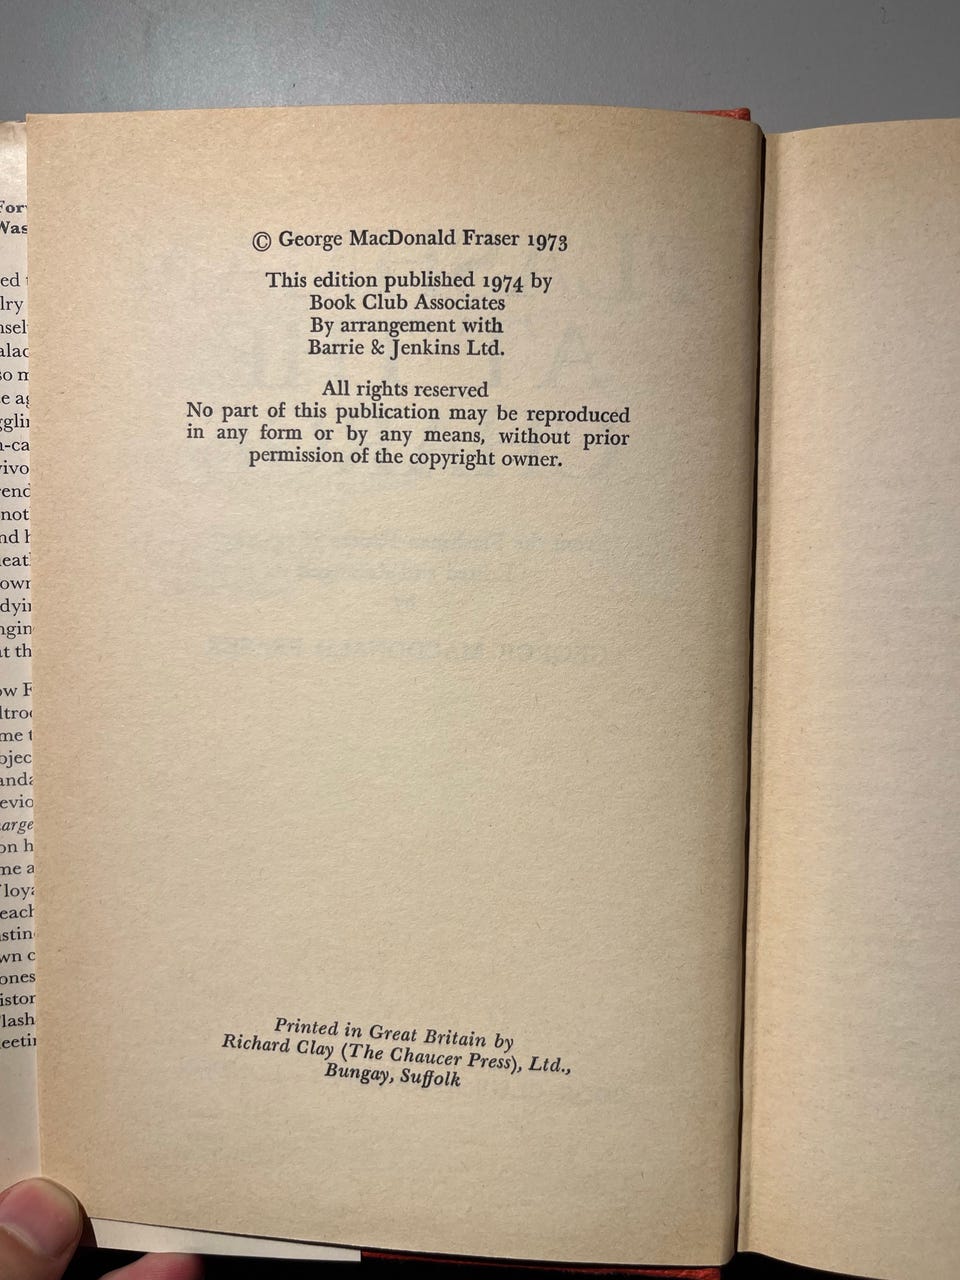 © George MacDonald Fraser 1973
This edition published 1974 by
Book Club Associates
By arrangement with
Barrie & Jenkins Ltd.
All rights reserved
No part of this publication may be reproduced
in any form or by any means, without prior
permission of the copyright owner.
Printed in Great Britain by
Richard Clay (The Chaucer Press), Ltd.,
Bungay, Suffolk